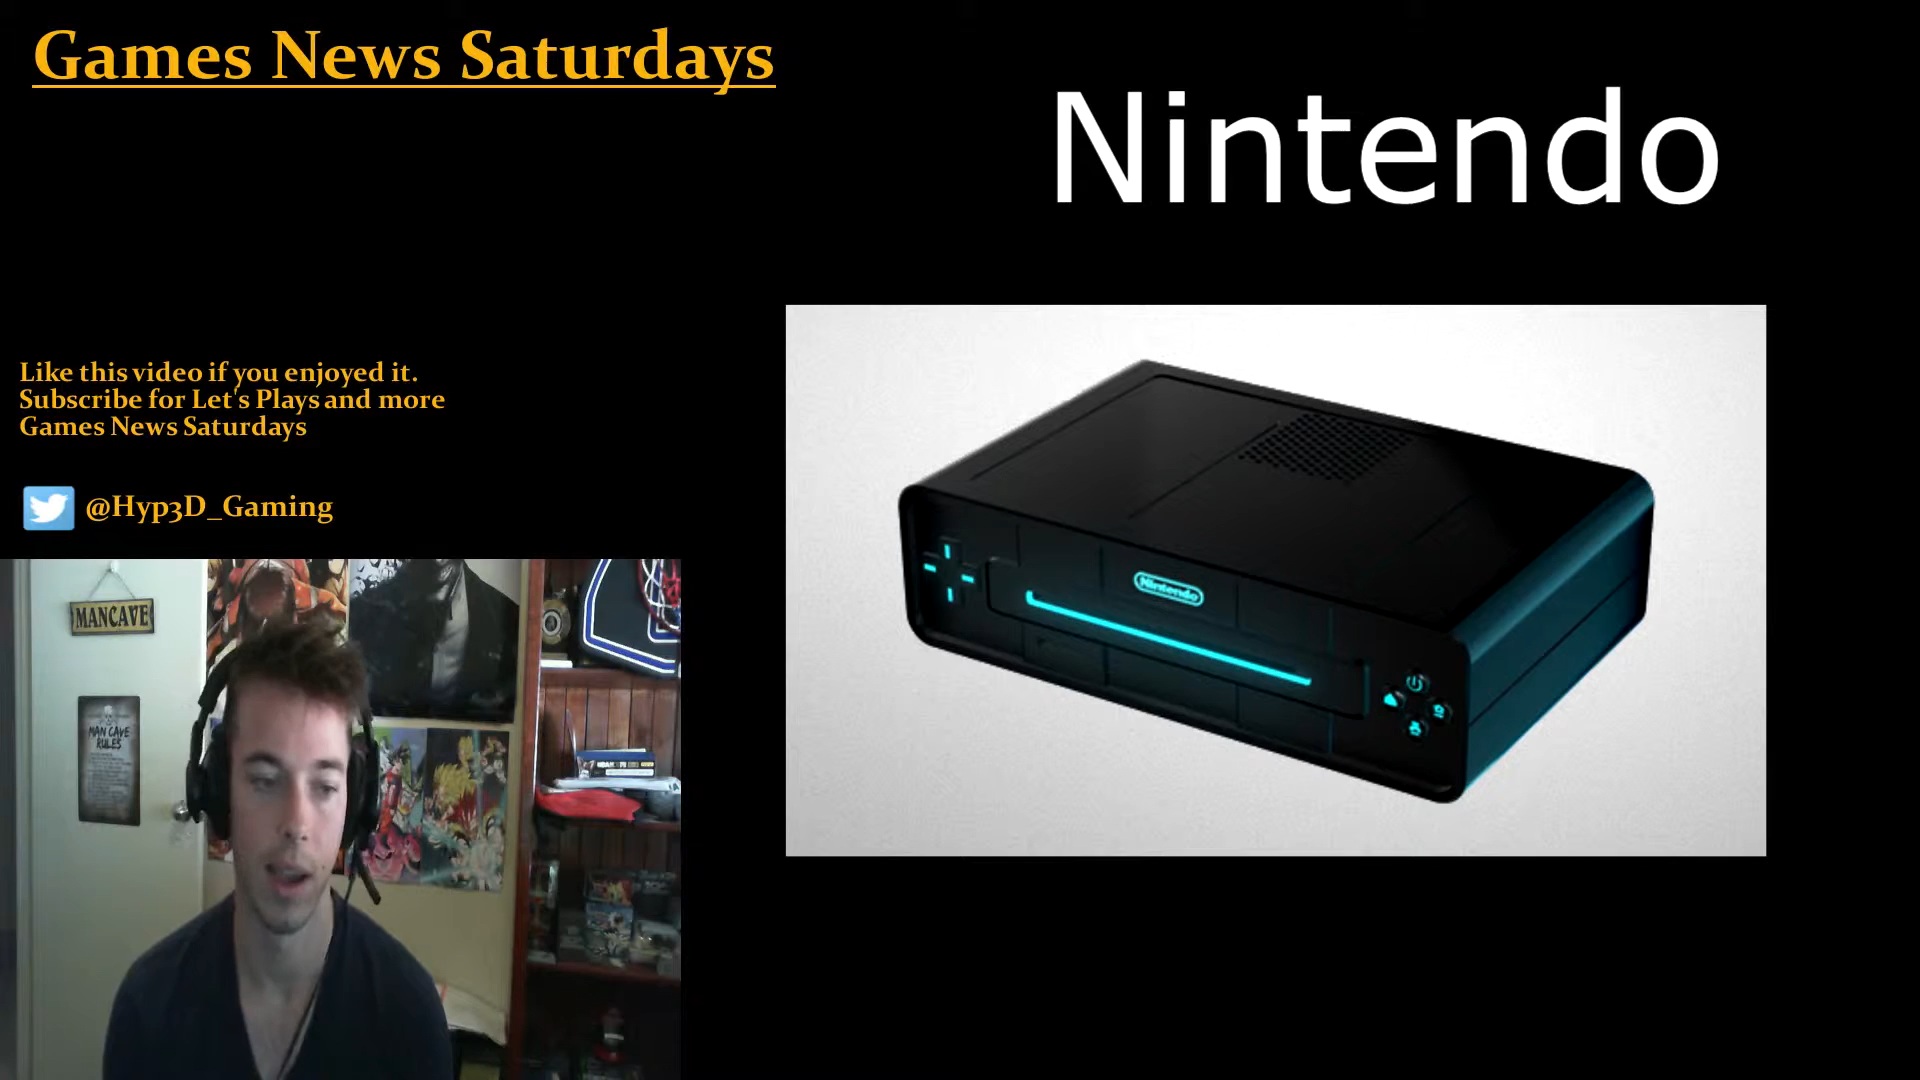 Games News Saturdays
Nintendo
Like this video if you enjoyed it.
Subscribe for Let's Plays and more
Games News Saturdays
@Hyp3D_Gaming
Nintendo
MANCAVE
MAN CAVE
RULES